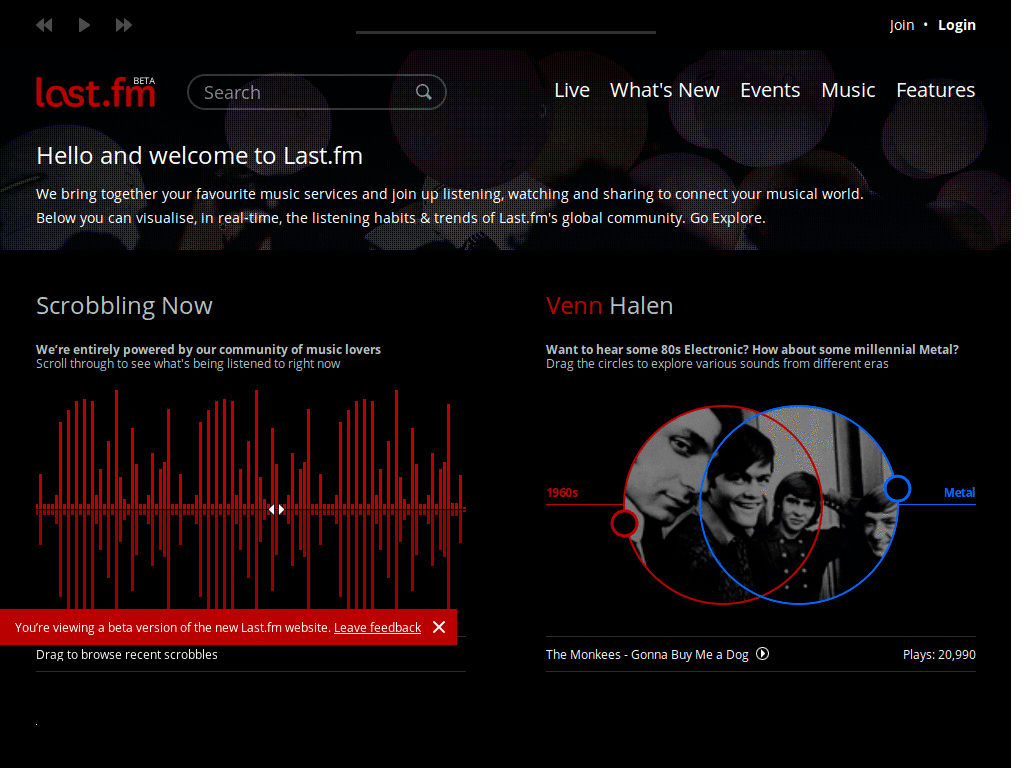 Join • Login
last.fm BETA
Search
Live What's New Events Music Features
Hello and welcome to Last.fm
We bring together your favourite music services and join up listening, watching and sharing to connect your musical world.
Below you can visualise, in real-time, the listening habits & trends of Last.fm's global community. Go Explore.
Scrobbling Now
We’re entirely powered by our community of music lovers
Scroll through to see what's being listened to right now
Venn Halen
Want to hear some 80s Electronic? How about some millennial Metal?
Drag the circles to explore various sounds from different eras
1960s
Metal
You’re viewing a beta version of the new Last.fm website. Leave feedback
Drag to browse recent scrobbles
The Monkees - Gonna Buy Me a Dog
Plays: 20,990